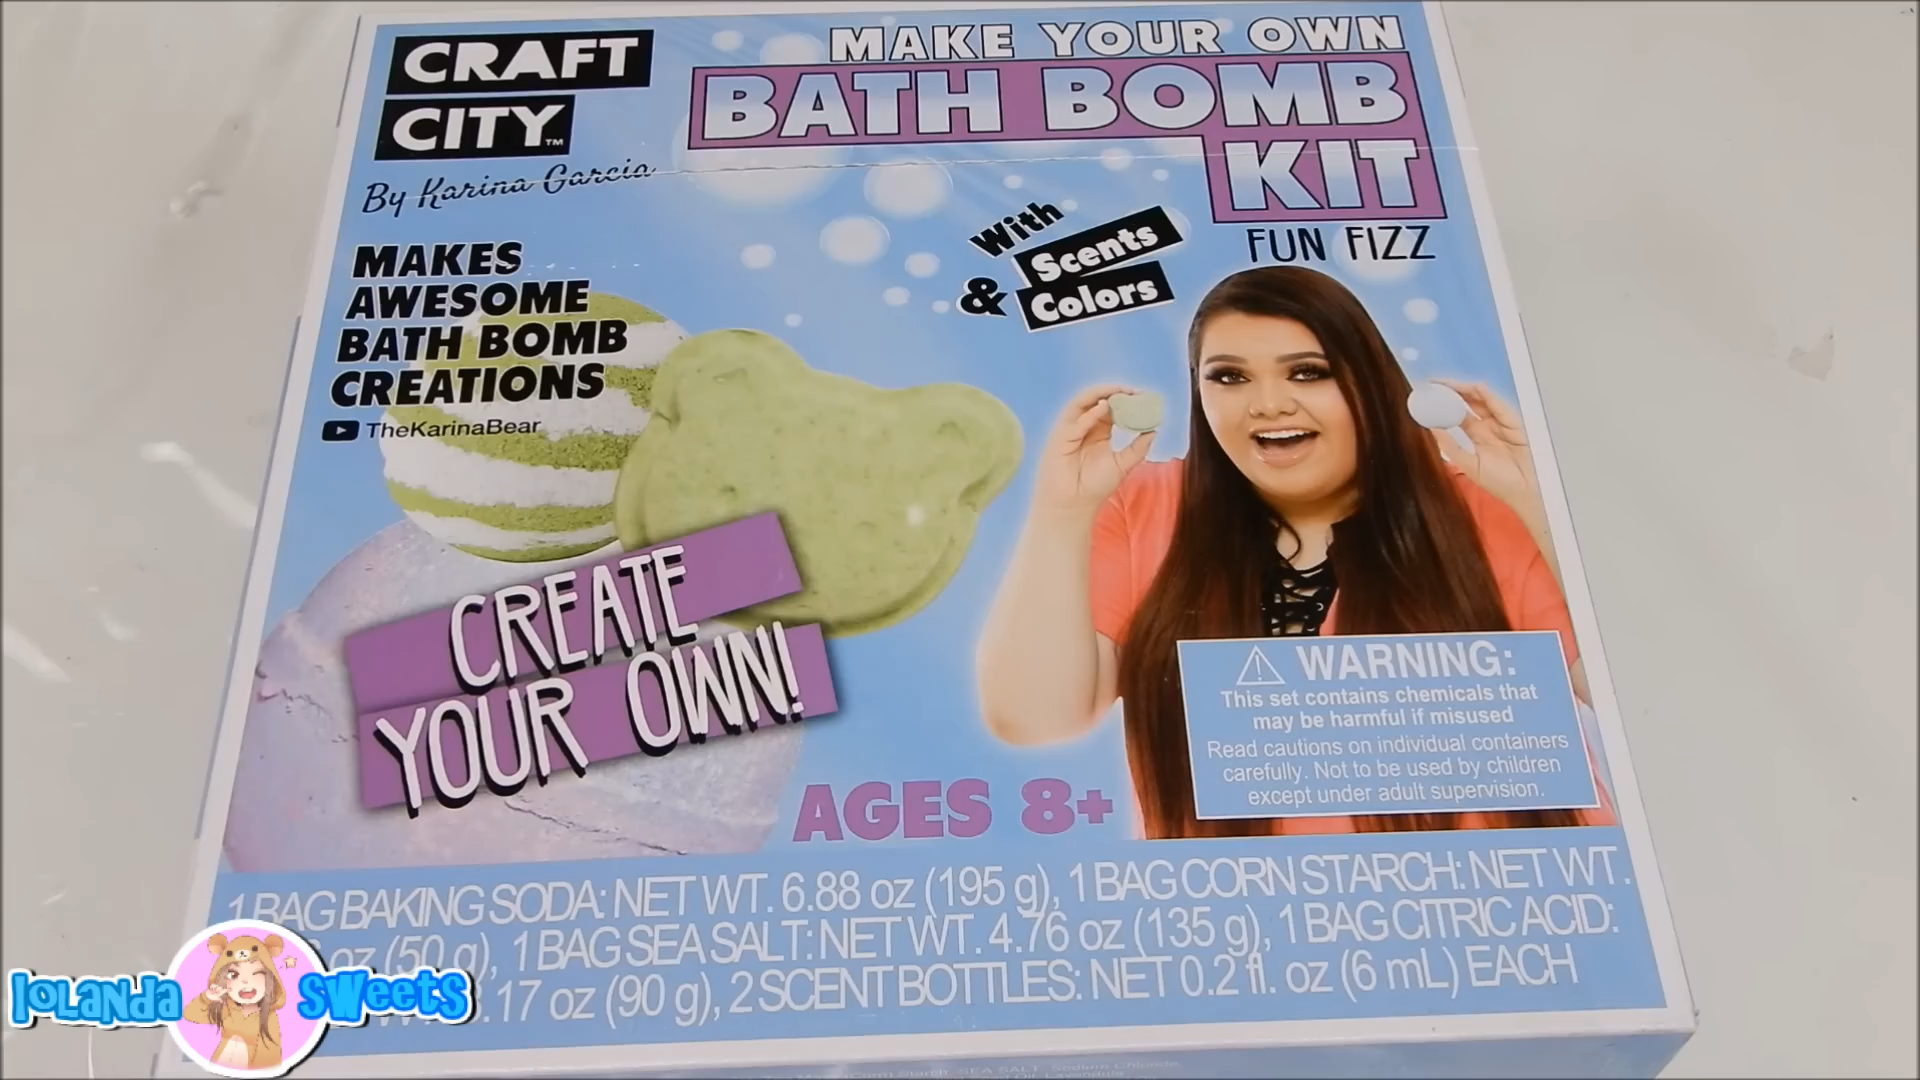 CRAFT
CITY™
By Karina Garcia
MAKE YOUR OWN
BATH BOMB
KIT
FUN FIZZ
With
Scents
& Colors
MAKES
AWESOME
BATH BOMB
CREATIONS
TheKarinaBear
CREATE
YOUR OWN!
AGES 8+
WARNING:
This set contains chemicals that
may be harmful if misused
Read cautions on individual containers
carefully. Not to be used by children
except under adult supervision.
1 BAG BAKING SODA: NET WT. 6.88 oz (195 g), 1 BAG CORN STARCH: NET WT.
oz (50 g), 1 BAG SEA SALT: NET WT. 4.76 oz (135 g), 1 BAG CITRIC ACID:
.17 oz (90 g), 2 SCENT BOTTLES: NET 0.2 fl. oz (6 mL) EACH
Iolanda sweets